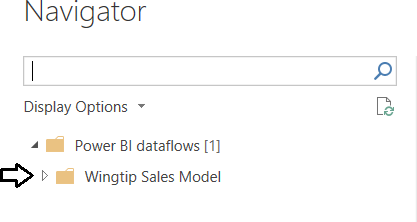 Navigator
Display Options
Power BI dataflows [1]
Wingtip Sales Model